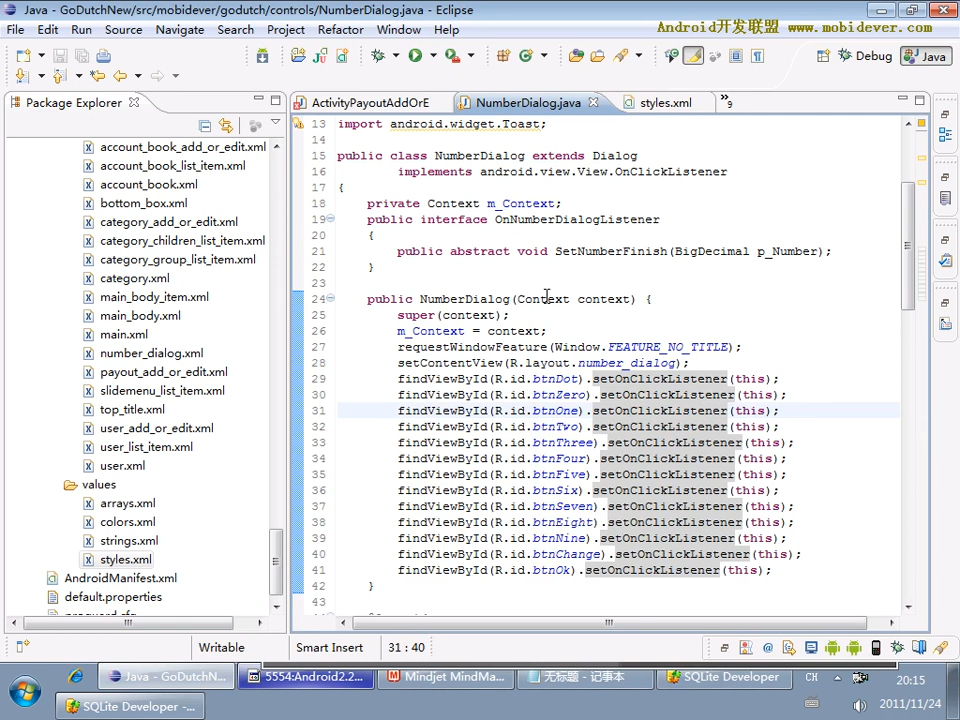 Java - GoDutchNew/src/mobidever/godutch/controls/NumberDialog.java - Eclipse
File Edit Run Source Navigate Search Project Refactor Window Help
Android开发联盟 www.mobidever.com
Debug Java
Package Explorer
ActivityPayoutAddOrE NumberDialog.java styles.xml »9
account_book_add_or_edit.xml
account_book_list_item.xml
account_book.xml
bottom_box.xml
category_add_or_edit.xml
category_children_list_item.xml
category_group_list_item.xml
category.xml
main_body_item.xml
main_body.xml
main.xml
number_dialog.xml
payout_add_or_edit.xml
slidemenu_list_item.xml
top_title.xml
user_add_or_edit.xml
user_list_item.xml
user.xml
values
arrays.xml
colors.xml
strings.xml
styles.xml
AndroidManifest.xml
default.properties
13 import android.widget.Toast;
14
15 public class NumberDialog extends Dialog
16 implements android.view.View.OnClickListener
17 {
18 private Context m_Context;
19 public interface OnNumberDialogListener
20 {
21 public abstract void SetNumberFinish(BigDecimal p_Number);
22 }
23
24 public NumberDialog(Context context) {
25 super(context);
26 m_Context = context;
27 requestWindowFeature(Window.FEATURE_NO_TITLE);
28 setContentView(R.layout.number_dialog);
29 findViewById(R.id.btnDot).setOnClickListener(this);
30 findViewById(R.id.btnZero).setOnClickListener(this);
31 findViewById(R.id.btnOne).setOnClickListener(this);
32 findViewById(R.id.btnTwo).setOnClickListener(this);
33 findViewById(R.id.btnThree).setOnClickListener(this);
34 findViewById(R.id.btnFour).setOnClickListener(this);
35 findViewById(R.id.btnFive).setOnClickListener(this);
36 findViewById(R.id.btnSix).setOnClickListener(this);
37 findViewById(R.id.btnSeven).setOnClickListener(this);
38 findViewById(R.id.btnEight).setOnClickListener(this);
39 findViewById(R.id.btnNine).setOnClickListener(this);
40 findViewById(R.id.btnChange).setOnClickListener(this);
41 findViewById(R.id.btnOk).setOnClickListener(this);
42 }
43
Writable Smart Insert 31 : 40
Java - GoDutchN... 5554:Android2.2... Mindjet MindMa... 无标题 - 记事本 SQLite Developer CH 20:15
SQLite Developer -... 2011/11/24